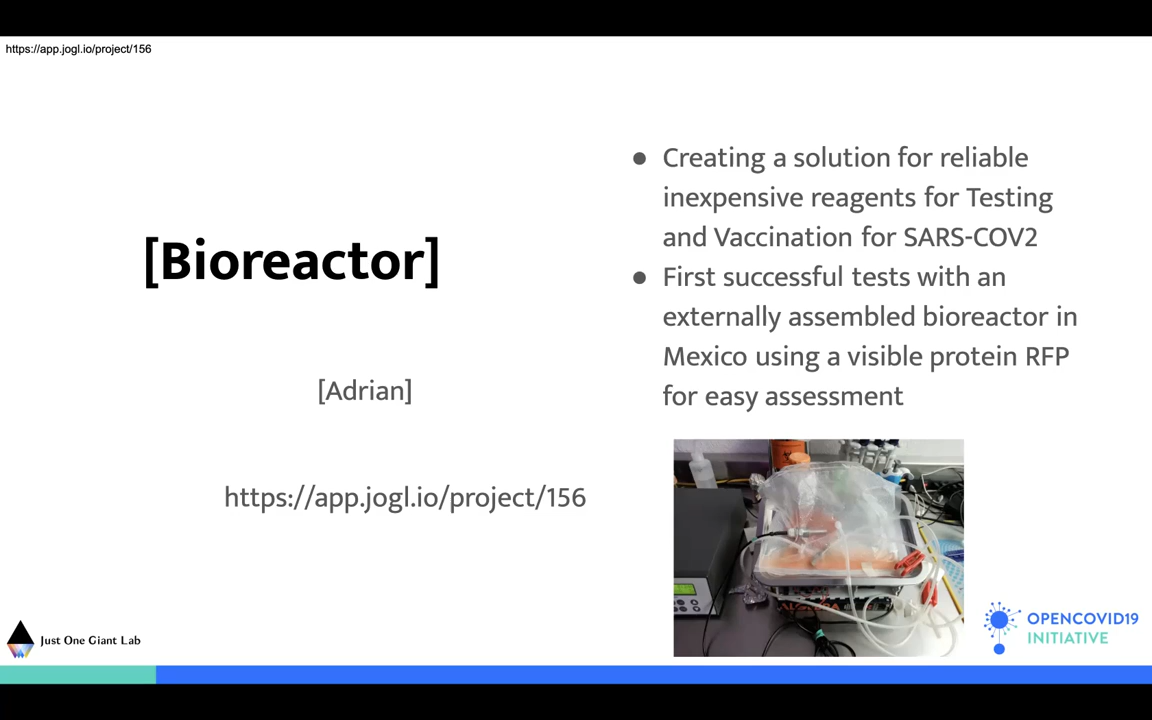 https://app.jogl.io/project/156
[Bioreactor]
[Adrian]
https://app.jogl.io/project/156
● Creating a solution for reliable
inexpensive reagents for Testing
and Vaccination for SARS-COV2
● First successful tests with an
externally assembled bioreactor in
Mexico using a visible protein RFP
for easy assessment
Just One Giant Lab
OPENCOVID19
INITIATIVE